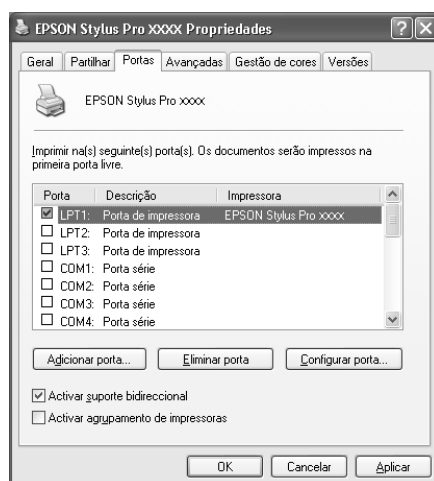 EPSON Stylus Pro XXXX Propriedades
Geral Partilhar Portas Avançadas Gestão de cores Versões
EPSON Stylus Pro xxxx
Imprimir na(s) seguinte(s) porta(s). Os documentos serão impressos na
primeira porta livre.
Porta Descrição Impressora
LPT1: Porta de impressora EPSON Stylus Pro xxxx
LPT2: Porta de impressora
LPT3: Porta de impressora
COM1: Porta série
COM2: Porta série
COM3: Porta série
COM4: Porta série
Adicionar porta... Eliminar porta Configurar porta...
Activar suporte bidireccional
Activar agrupamento de impressoras
OK Cancelar Aplicar